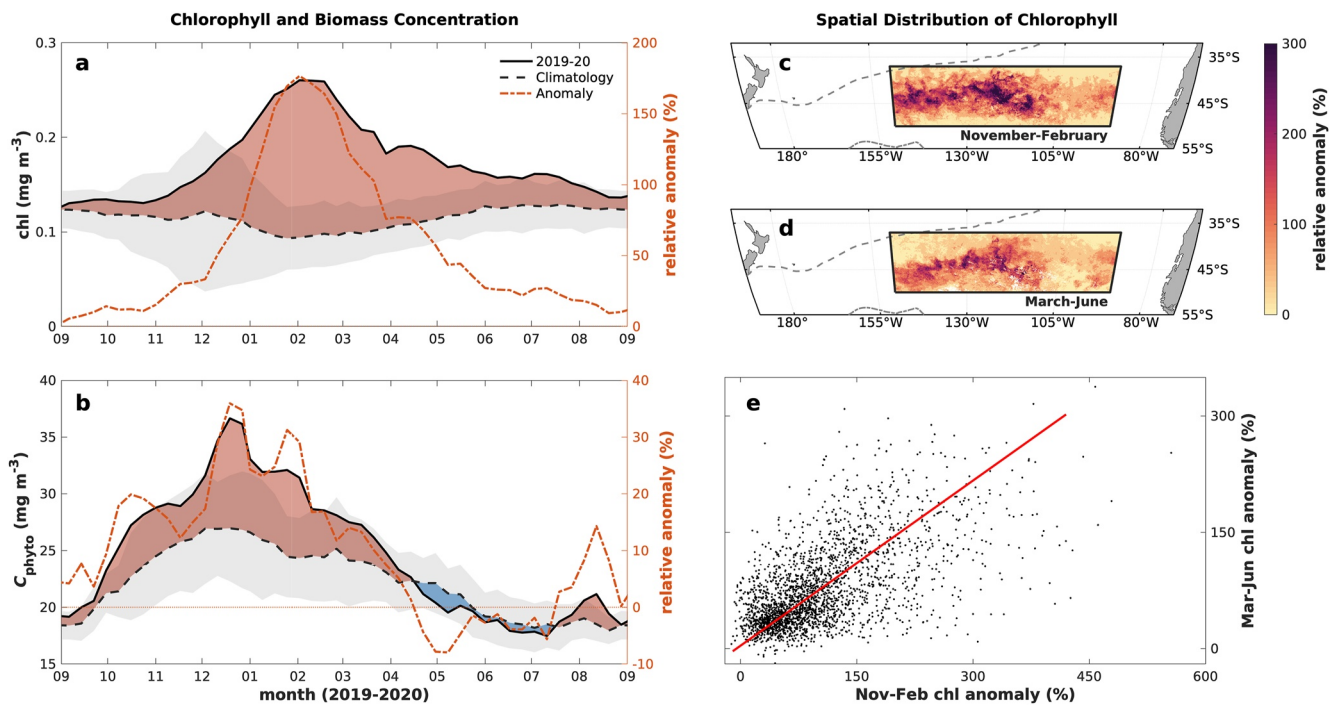 Chlorophyll and Biomass Concentration
a
0.3
0.2
0.1
0
chl (mg m⁻³)
2019-20
Climatology
Anomaly
200
150
100
50
0
relative anomaly (%)
09 10 11 12 01 02 03 04 05 06 07 08 09
b
40
35
30
25
20
15
C phyto (mg m⁻³)
40
30
20
10
0
-10
relative anomaly (%)
09 10 11 12 01 02 03 04 05 06 07 08 09
month (2019-2020)
Spatial Distribution of Chlorophyll
c
35°S
45°S
55°S
November-February
180° 155°W 130°W 105°W 80°W
d
35°S
45°S
55°S
March-June
180° 155°W 130°W 105°W 80°W
300
200
100
0
relative anomaly (%)
e
300
150
0
Mar-Jun chl anomaly (%)
0 150 300 450 600
Nov-Feb chl anomaly (%)